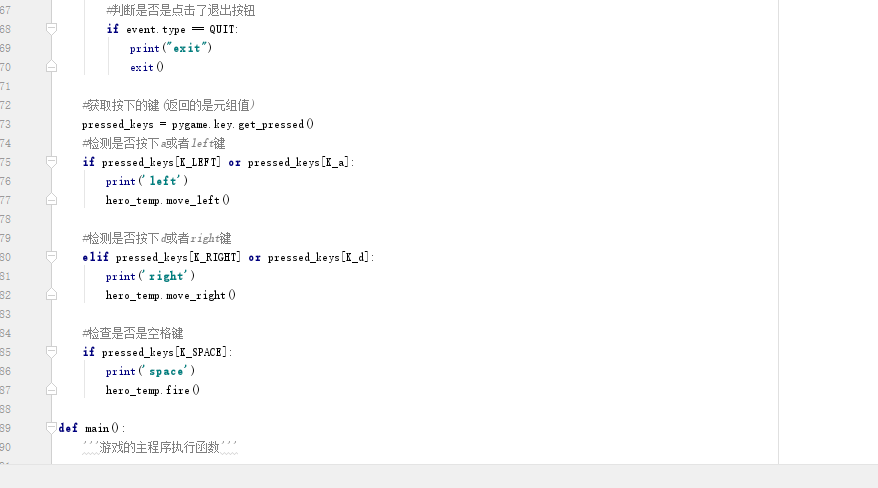 67 #判断是否是点击了退出按钮
68 if event.type == QUIT:
69 print("exit")
70 exit()
71
72 #获取按下的键(返回的是元组值)
73 pressed_keys = pygame.key.get_pressed()
74 #检测是否按下a或者left键
75 if pressed_keys[K_LEFT] or pressed_keys[K_a]:
76 print('left')
77 hero_temp.move_left()
78
79 #检测是否按下d或者right键
80 elif pressed_keys[K_RIGHT] or pressed_keys[K_d]:
81 print('right')
82 hero_temp.move_right()
83
84 #检查是否是空格键
85 if pressed_keys[K_SPACE]:
86 print('space')
87 hero_temp.fire()
88
89 def main():
90 '''游戏的主程序执行函数'''